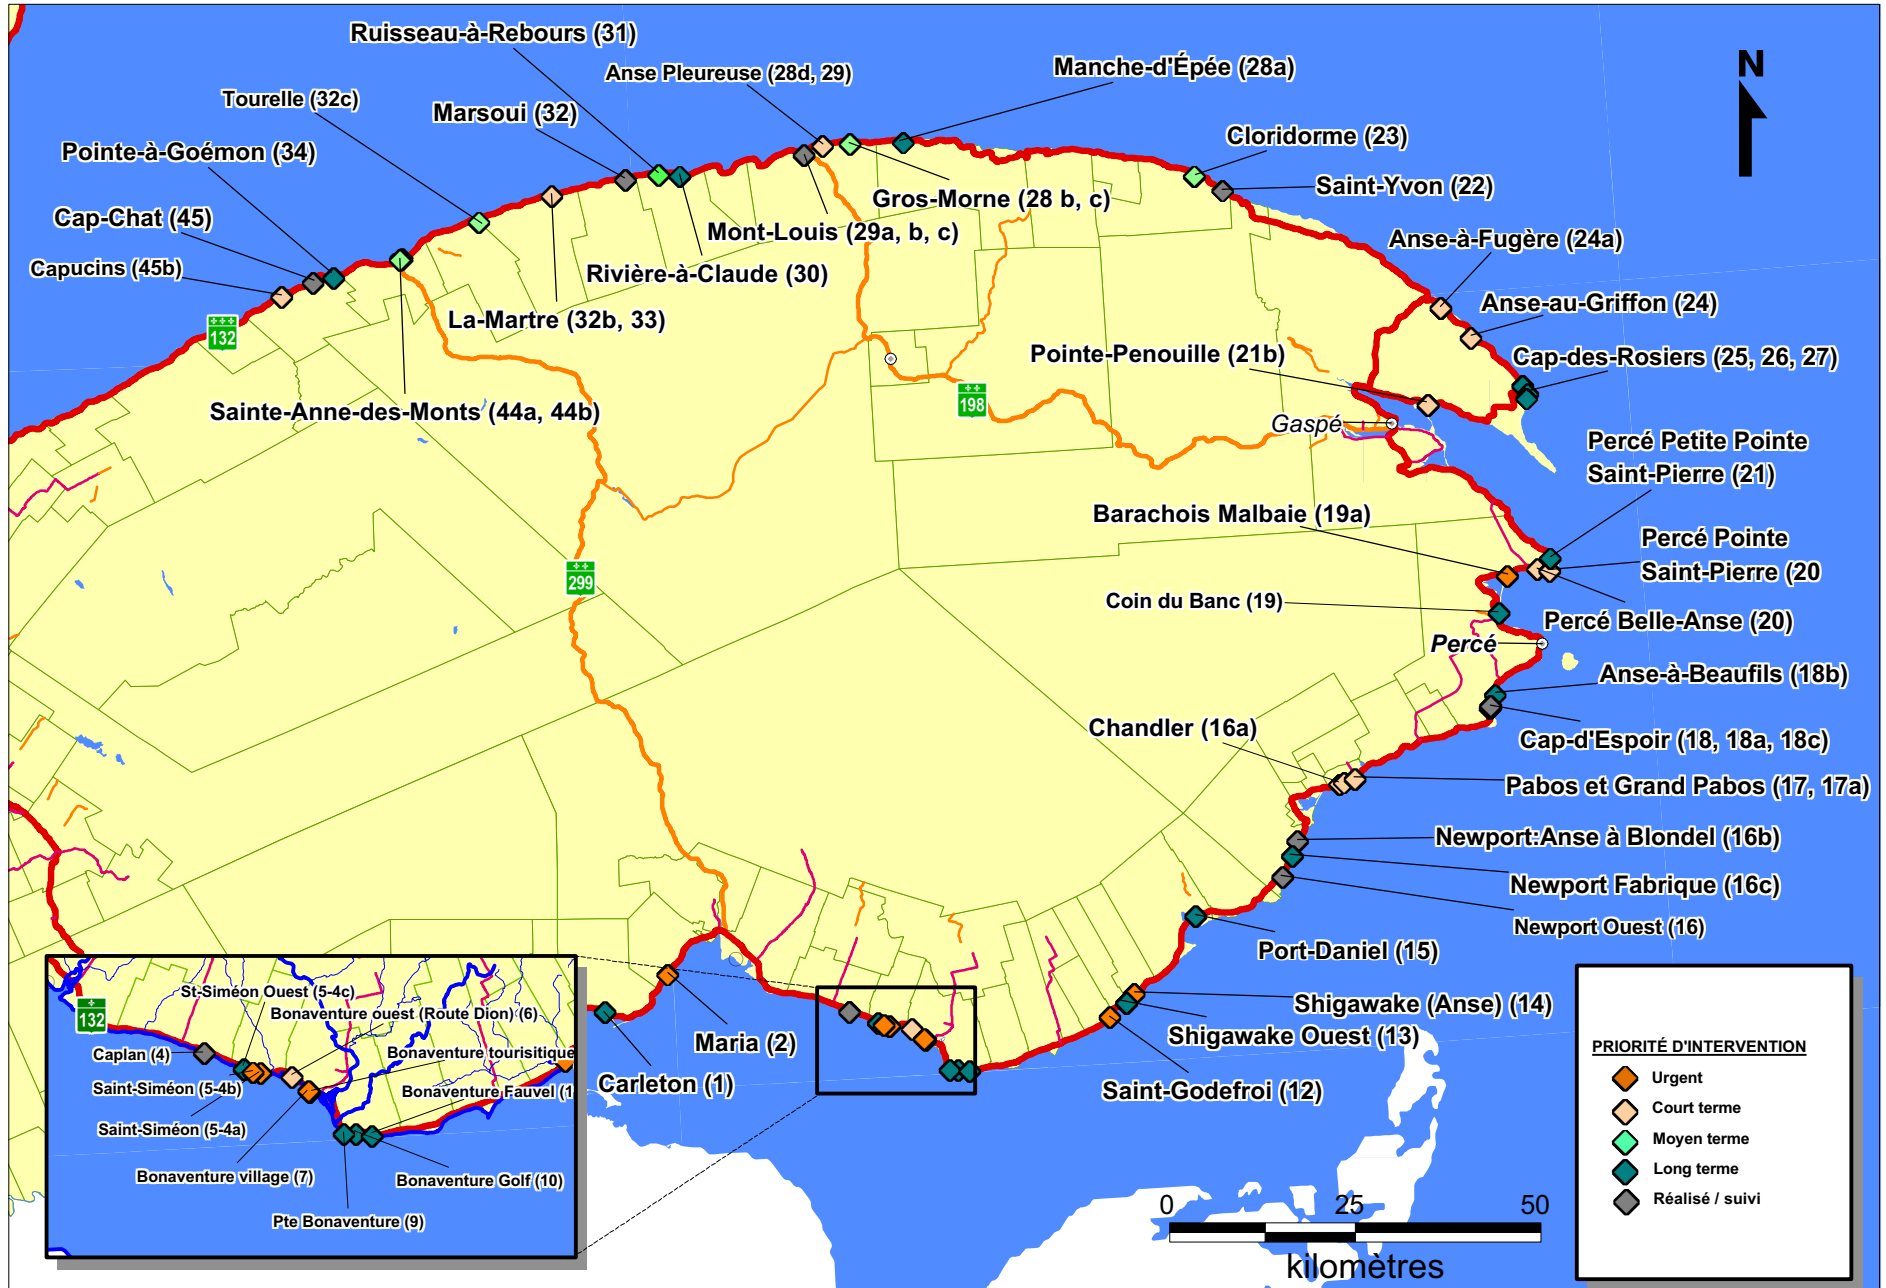 Ruisseau-à-Rebours (31)
Anse Pleureuse (28d, 29)
Manche-d'Épée (28a)
N
Tourelle (32c)
Marsoui (32)
Cloridorme (23)
Pointe-à-Goémon (34)
Saint-Yvon (22)
Gros-Morne (28 b, c)
Cap-Chat (45)
Mont-Louis (29a, b, c)
Anse-à-Fugère (24a)
Capucins (45b)
Rivière-à-Claude (30)
Anse-au-Griffon (24)
132
La-Martre (32b, 33)
Pointe-Penouille (21b)
Cap-des-Rosiers (25, 26, 27)
198
Sainte-Anne-des-Monts (44a, 44b)
Gaspé
Percé Petite Pointe
Saint-Pierre (21)
Barachois Malbaie (19a)
Percé Pointe
Saint-Pierre (20
299
Coin du Banc (19)
Percé Belle-Anse (20)
Percé
Anse-à-Beaufils (18b)
Chandler (16a)
Cap-d'Espoir (18, 18a, 18c)
Pabos et Grand Pabos (17, 17a)
Newport:Anse à Blondel (16b)
Newport Fabrique (16c)
Newport Ouest (16)
Port-Daniel (15)
Shigawake (Anse) (14)
Shigawake Ouest (13)
Maria (2)
Carleton (1)
Saint-Godefroi (12)
St-Siméon Ouest (5-4c)
132
Bonaventure ouest (Route Dion) (6)
Caplan (4)
Bonaventure tourisitique
Saint-Siméon (5-4b)
Bonaventure Fauvel (1
Saint-Siméon (5-4a)
Bonaventure village (7)
Bonaventure Golf (10)
Pte Bonaventure (9)
0 25 50
kilomètres
PRIORITÉ D'INTERVENTION
Urgent
Court terme
Moyen terme
Long terme
Réalisé / suivi